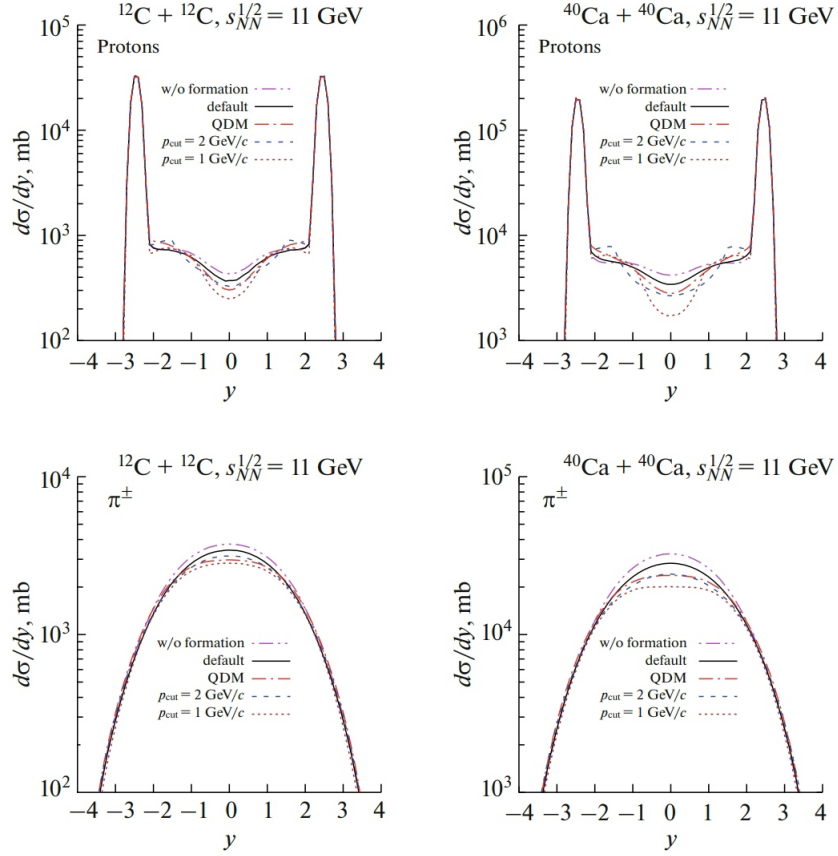 ¹²C + ¹²C, s_NN^1/2 = 11 GeV
Protons
w/o formation
default
QDM
p_cut = 2 GeV/c
p_cut = 1 GeV/c
dσ/dy, mb
10⁵
10⁴
10³
10²
−4 −3 −2 −1 0 1 2 3 4
y
⁴⁰Ca + ⁴⁰Ca, s_NN^1/2 = 11 GeV
Protons
w/o formation
default
QDM
p_cut = 2 GeV/c
p_cut = 1 GeV/c
dσ/dy, mb
10⁶
10⁵
10⁴
10³
−4 −3 −2 −1 0 1 2 3 4
y
¹²C + ¹²C, s_NN^1/2 = 11 GeV
π±
w/o formation
default
QDM
p_cut = 2 GeV/c
p_cut = 1 GeV/c
dσ/dy, mb
10⁴
10³
10²
−4 −3 −2 −1 0 1 2 3 4
y
⁴⁰Ca + ⁴⁰Ca, s_NN^1/2 = 11 GeV
π±
w/o formation
default
QDM
p_cut = 2 GeV/c
p_cut = 1 GeV/c
dσ/dy, mb
10⁵
10⁴
10³
−4 −3 −2 −1 0 1 2 3 4
y